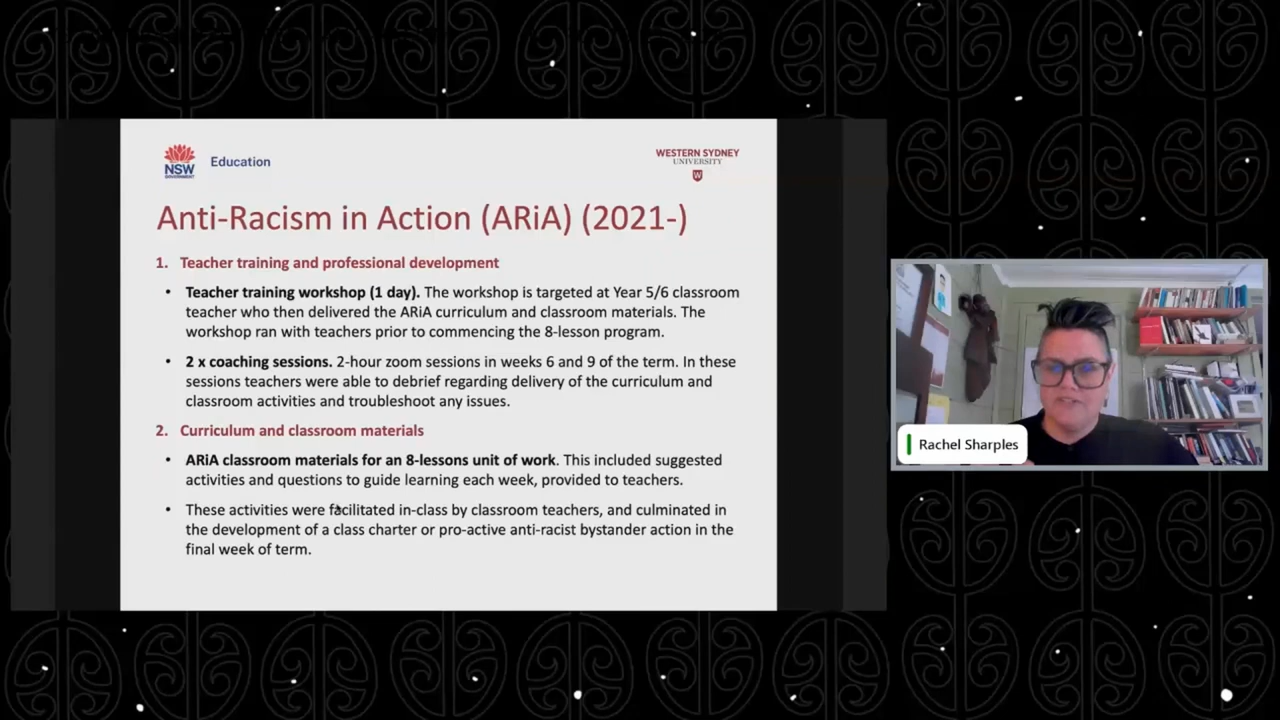 NSW
GOVERNMENT
Education
WESTERN SYDNEY
UNIVERSITY
W
Anti-Racism in Action (ARiA) (2021-)
1. Teacher training and professional development
• Teacher training workshop (1 day). The workshop is targeted at Year 5/6 classroom
teacher who then delivered the ARiA curriculum and classroom materials. The
workshop ran with teachers prior to commencing the 8-lesson program.
• 2 x coaching sessions. 2-hour zoom sessions in weeks 6 and 9 of the term. In these
sessions teachers were able to debrief regarding delivery of the curriculum and
classroom activities and troubleshoot any issues.
2. Curriculum and classroom materials
• ARiA classroom materials for an 8-lessons unit of work. This included suggested
activities and questions to guide learning each week, provided to teachers.
• These activities were facilitated in-class by classroom teachers, and culminated in
the development of a class charter or pro-active anti-racist bystander action in the
final week of term.
Rachel Sharples